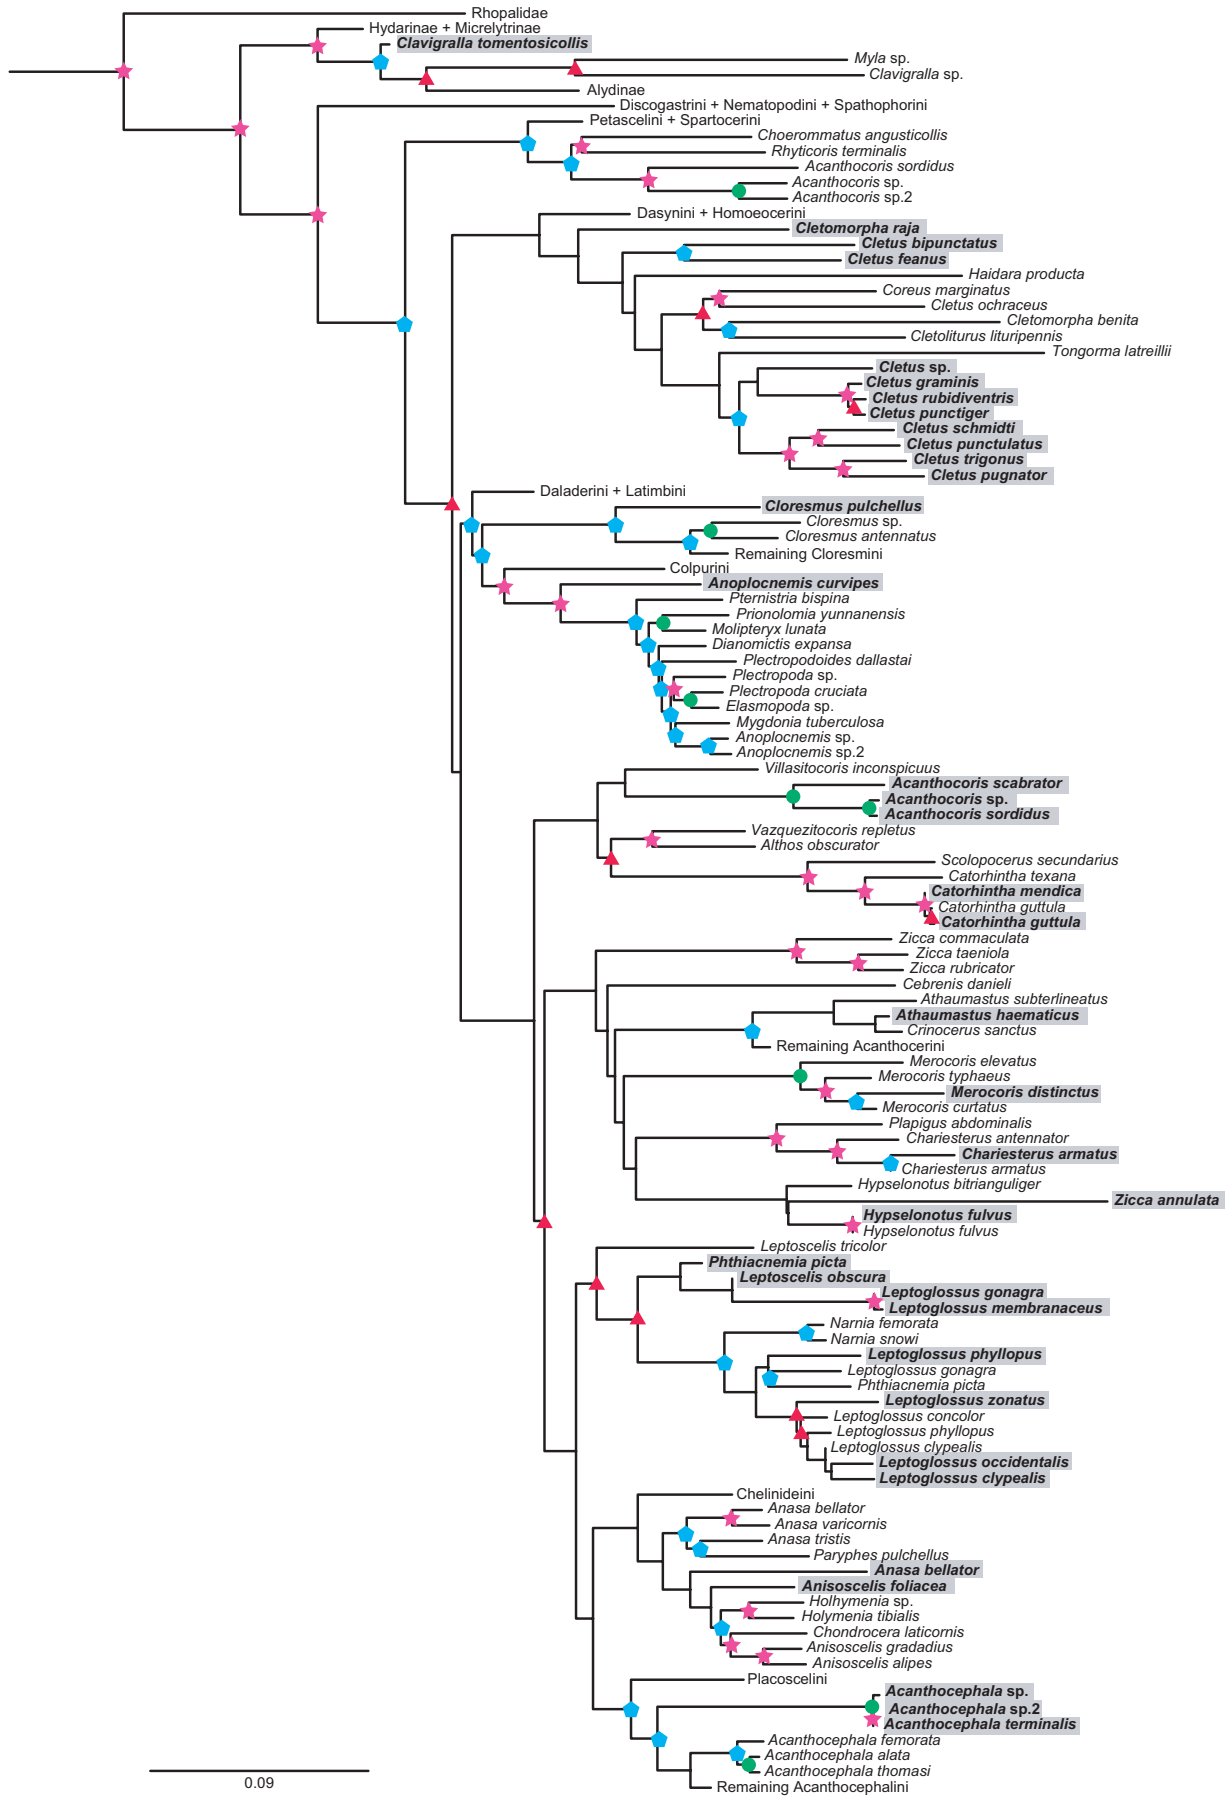 Rhopalidae
Hydarinae + Micrelytrinae
Clavigralla tomentosicollis
Myla sp.
Clavigralla sp.
Alydinae
Discogastrini + Nematopodini + Spathophorini
Petascelini + Spartocerini
Choerommatus angusticollis
Rhyticoris terminalis
Acanthocoris sordidus
Acanthocoris sp.
Acanthocoris sp.2
Dasynini + Homoeocerini
Cletomorpha raja
Cletus bipunctatus
Cletus feanus
Haidara producta
Coreus marginatus
Cletus ochraceus
Cletomorpha benita
Cletoliturus lituripennis
Tongorma latreillii
Cletus sp.
Cletus graminis
Cletus rubidiventris
Cletus punctiger
Cletus schmidti
Cletus punctulatus
Cletus trigonus
Cletus pugnator
Daladerini + Latimbini
Cloresmus pulchellus
Cloresmus sp.
Cloresmus antennatus
Remaining Cloresmini
Colpurini
Anoplocnemis curvipes
Pternistria bispina
Prionolomia yunnanensis
Molipteryx lunata
Dianomictis expansa
Plectropodoides dallastai
Plectropoda sp.
Plectropoda cruciata
Elasmopoda sp.
Mygdonia tuberculosa
Anoplocnemis sp.
Anoplocnemis sp.2
Villasitocoris inconspicuus
Acanthocoris scabrator
Acanthocoris sp.
Acanthocoris sordidus
Vazquezitocoris repletus
Althos obscurator
Scolopocerus secundarius
Catorhintha texana
Catorhintha mendica
Catorhintha guttula
Catorhintha guttula
Zicca commaculata
Zicca taeniola
Zicca rubricator
Cebrenis danieli
Athaumastus subterlineatus
Athaumastus haematicus
Crinocerus sanctus
Remaining Acanthocerini
Merocoris elevatus
Merocoris typhaeus
Merocoris distinctus
Merocoris curtatus
Plapigus abdominalis
Chariesterus antennator
Chariesterus armatus
Chariesterus armatus
Hypselonotus bitrianguliger
Zicca annulata
Hypselonotus fulvus
Hypselonotus fulvus
Leptoscelis tricolor
Phthiacnemia picta
Leptoscelis obscura
Leptoglossus gonagra
Leptoglossus membranaceus
Narnia femorata
Narnia snowi
Leptoglossus phyllopus
Leptoglossus gonagra
Phthiacnemia picta
Leptoglossus zonatus
Leptoglossus concolor
Leptoglossus phyllopus
Leptoglossus clypealis
Leptoglossus occidentalis
Leptoglossus clypealis
Chelinideini
Anasa bellator
Anasa varicornis
Anasa tristis
Paryphes pulchellus
Anasa bellator
Anisoscelis foliacea
Holhymenia sp.
Holymenia tibialis
Chondrocera laticornis
Anisoscelis gradadius
Anisoscelis alipes
Placoscelini
Acanthocephala sp.
Acanthocephala sp.2
Acanthocephala terminalis
Acanthocephala femorata
Acanthocephala alata
Acanthocephala thomasi
Remaining Acanthocephalini
0.09